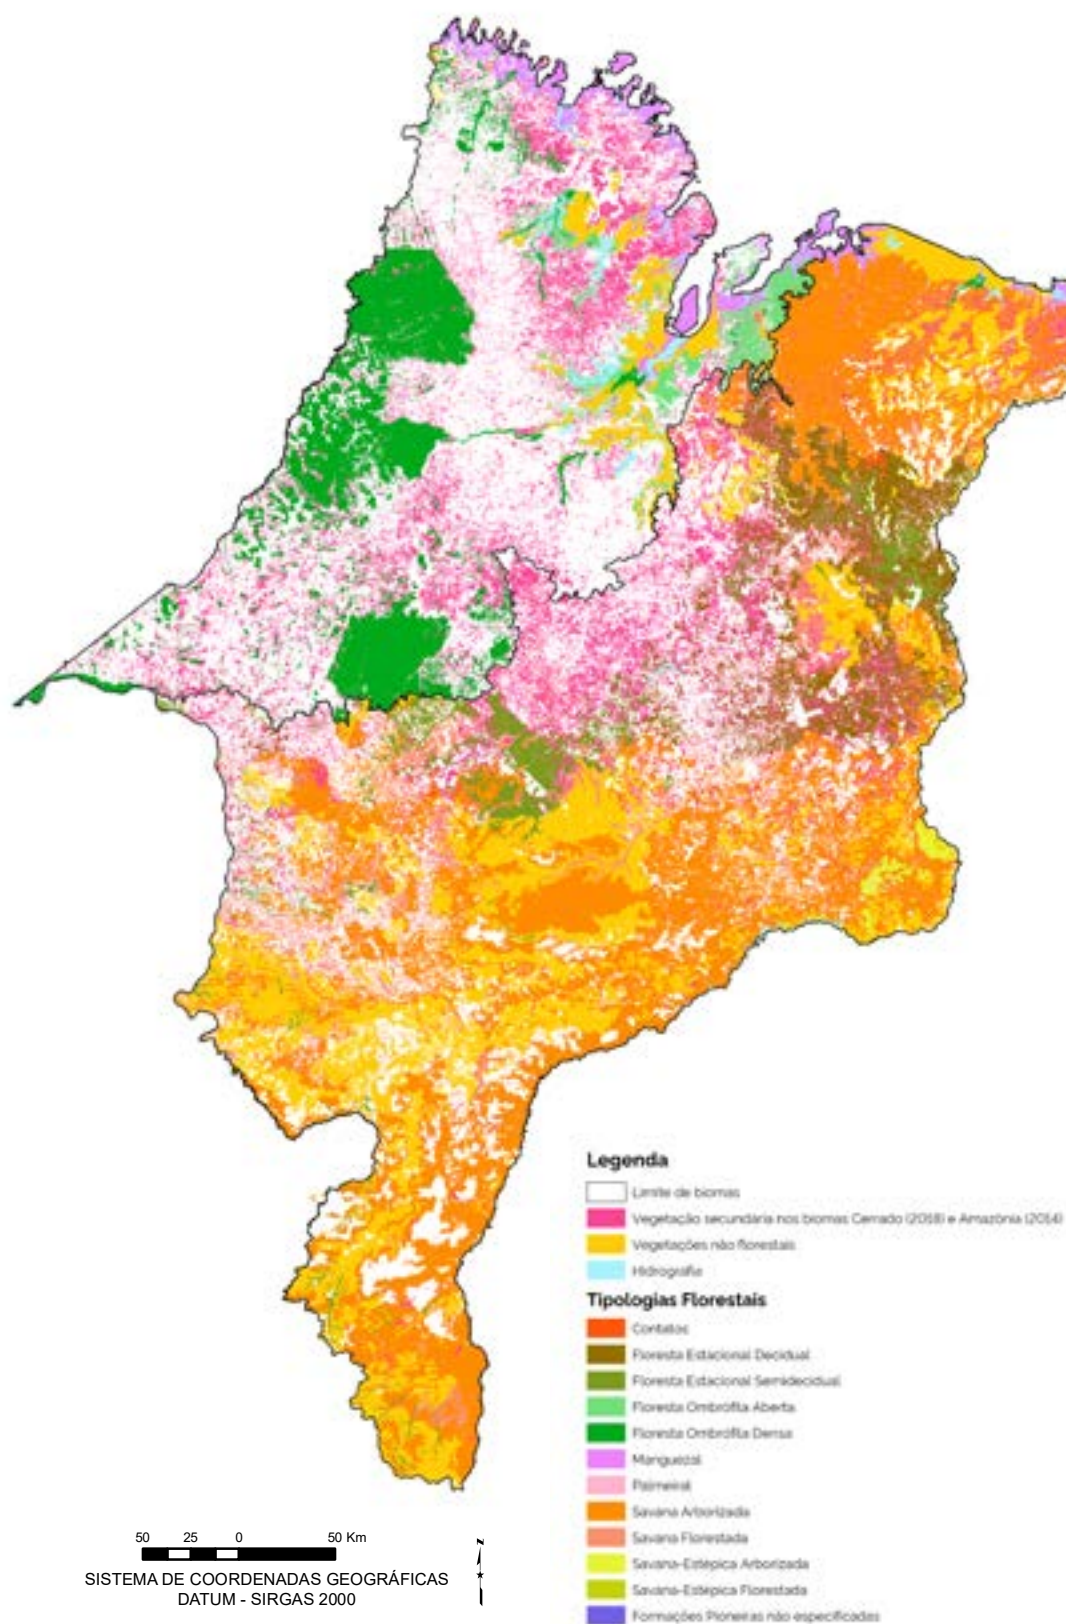 Legenda
Limite de biomas
Vegetação secundária nos biomas Cerrado (2018) e Amazônia (2014)
Vegetações não florestais
Hidrografia
Tipologias Florestais
Contatos
Floresta Estacional Decidual
Floresta Estacional Semidecidual
Floresta Ombrófila Aberta
Floresta Ombrófila Densa
Manguezal
Palmeiral
Savana Arborizada
Savana Florestada
Savana-Estépica Arborizada
Savana-Estépica Florestada
Formações Pioneiras não especificadas
50 25 0 50 Km
N
SISTEMA DE COORDENADAS GEOGRÁFICAS
DATUM - SIRGAS 2000